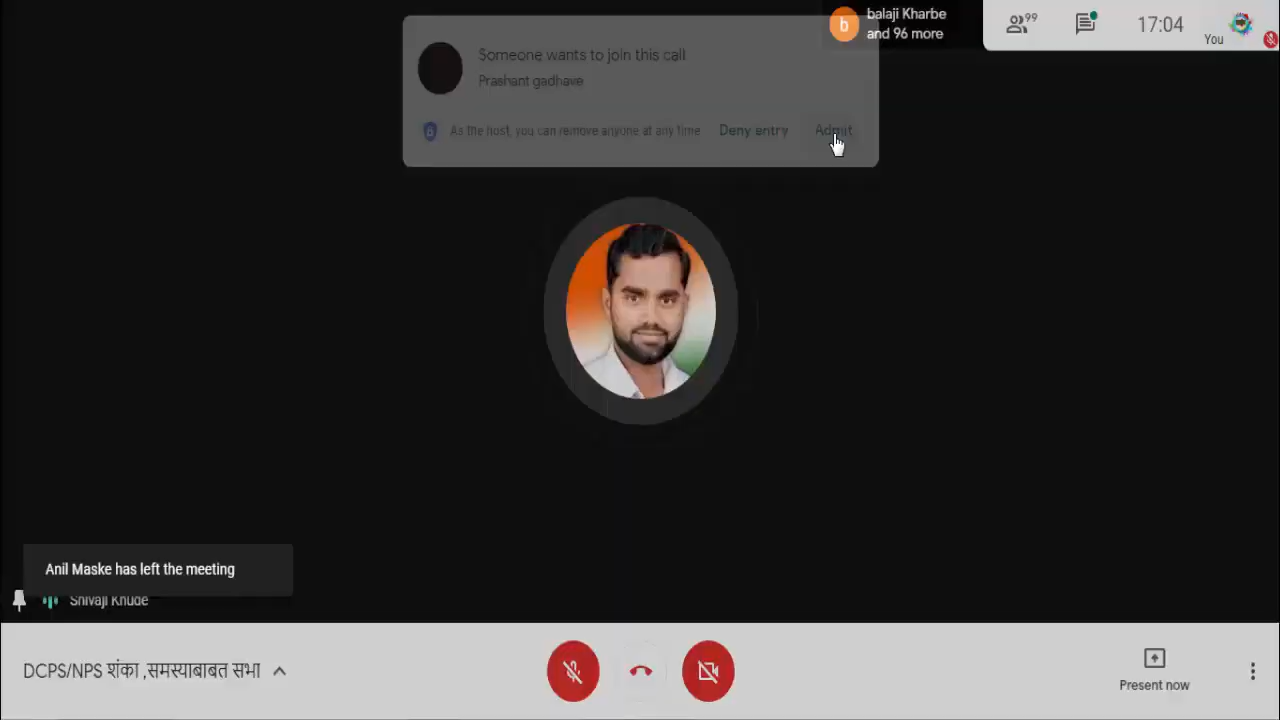 balaji Kharbe
and 96 more
b
99
17:04
You
Someone wants to join this call
Prashant gadhave
As the host, you can remove anyone at any time
Deny entry
Admit
Anil Maske has left the meeting
Shivaji Khude
DCPS/NPS शंका ,समस्याबाबत सभा
Present now